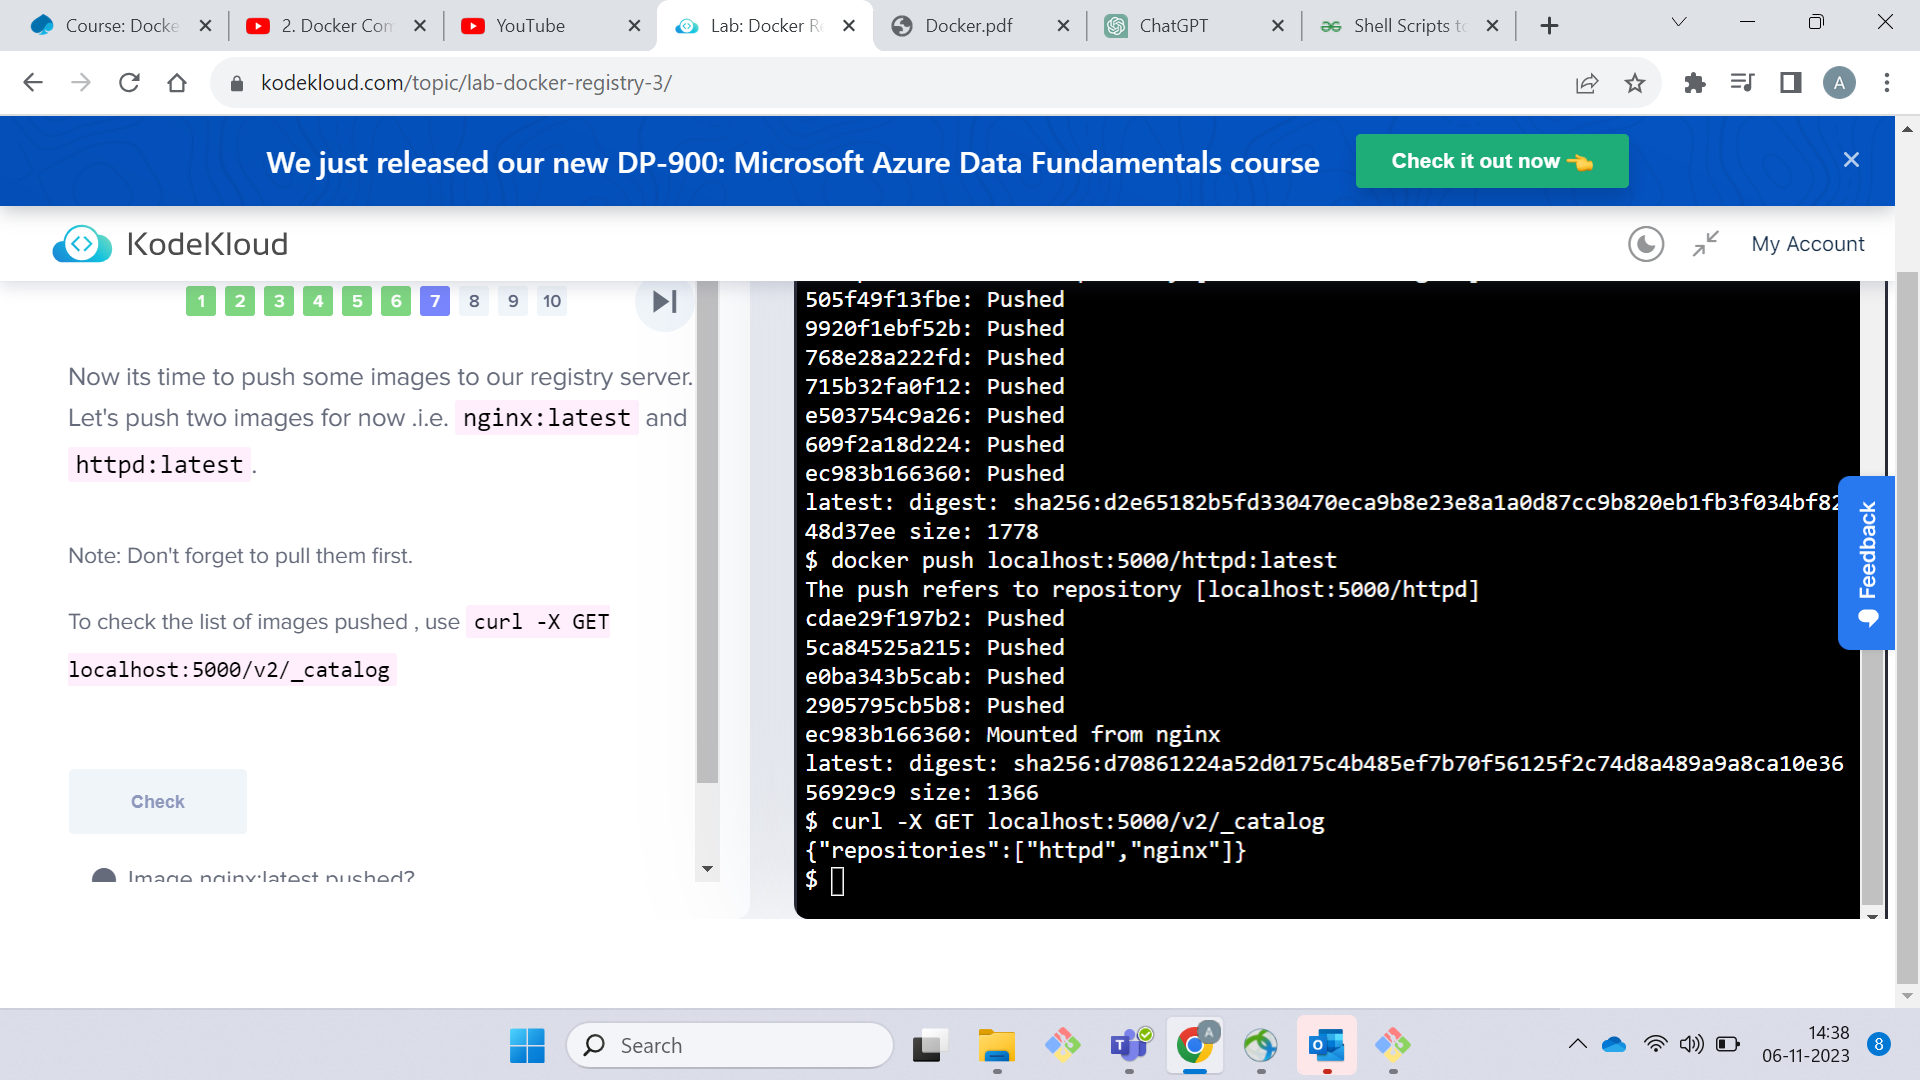 Course: Docke
2. Docker Con
YouTube
Lab: Docker Re
Docker.pdf
ChatGPT
Shell Scripts to
kodekloud.com/topic/lab-docker-registry-3/
A
We just released our new DP-900: Microsoft Azure Data Fundamentals course
Check it out now
KodeKloud
My Account
1 2 3 4 5 6 7 8 9 10
Now its time to push some images to our registry server.
Let's push two images for now .i.e. nginx:latest and
httpd:latest .
Note: Don't forget to pull them first.
To check the list of images pushed , use curl -X GET
localhost:5000/v2/_catalog
Check
Image nginx:latest pushed?
505f49f13fbe: Pushed
9920f1ebf52b: Pushed
768e28a222fd: Pushed
715b32fa0f12: Pushed
e503754c9a26: Pushed
609f2a18d224: Pushed
ec983b166360: Pushed
latest: digest: sha256:d2e65182b5fd330470eca9b8e23e8a1a0d87cc9b820eb1fb3f034bf82
48d37ee size: 1778
$ docker push localhost:5000/httpd:latest
The push refers to repository [localhost:5000/httpd]
cdae29f197b2: Pushed
5ca84525a215: Pushed
e0ba343b5cab: Pushed
2905795cb5b8: Pushed
ec983b166360: Mounted from nginx
latest: digest: sha256:d70861224a52d0175c4b485ef7b70f56125f2c74d8a489a9a8ca10e36
56929c9 size: 1366
$ curl -X GET localhost:5000/v2/_catalog
{"repositories":["httpd","nginx"]}
$
Feedback
Search
A
14:38
06-11-2023
8